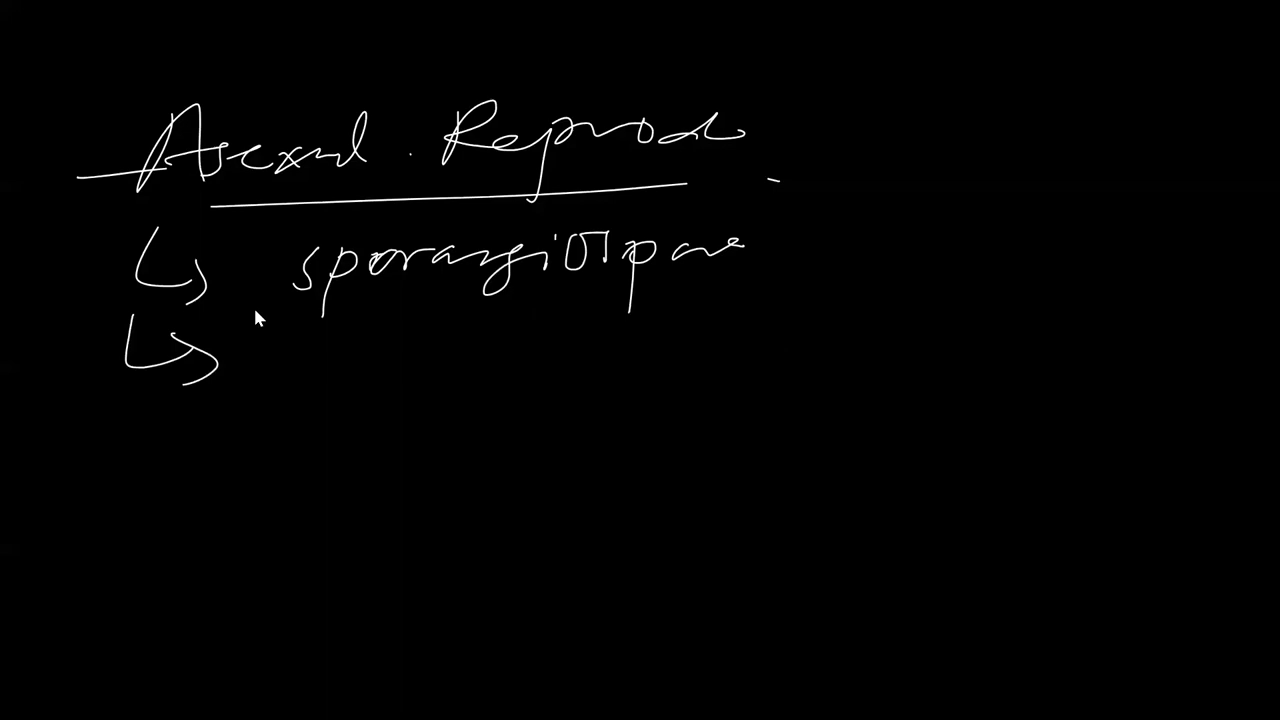 Asexual. Reprod
↳ sporangiospore
↳